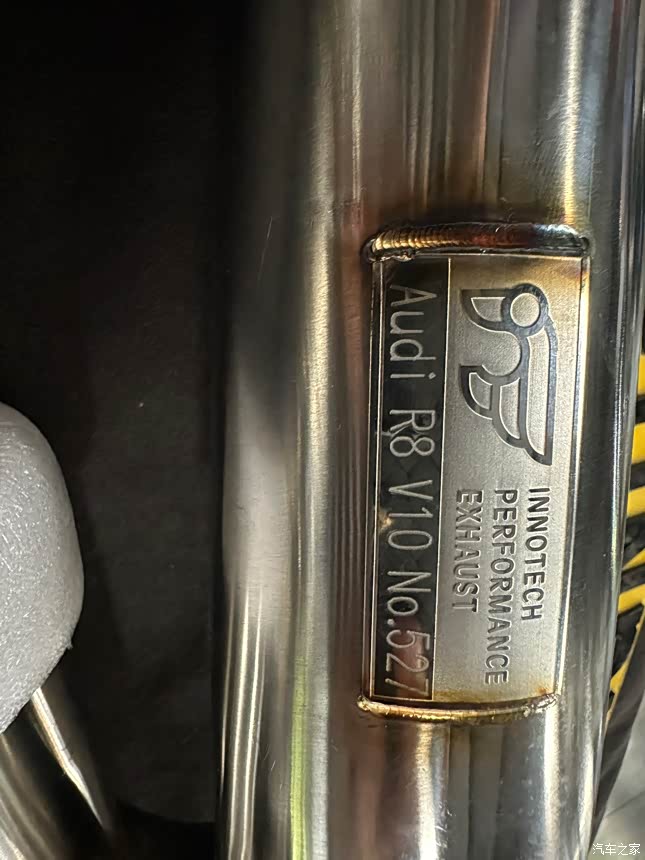 INNOTECH
PERFORMANCE
EXHAUST
Audi R8 V10 No.527
汽车之家